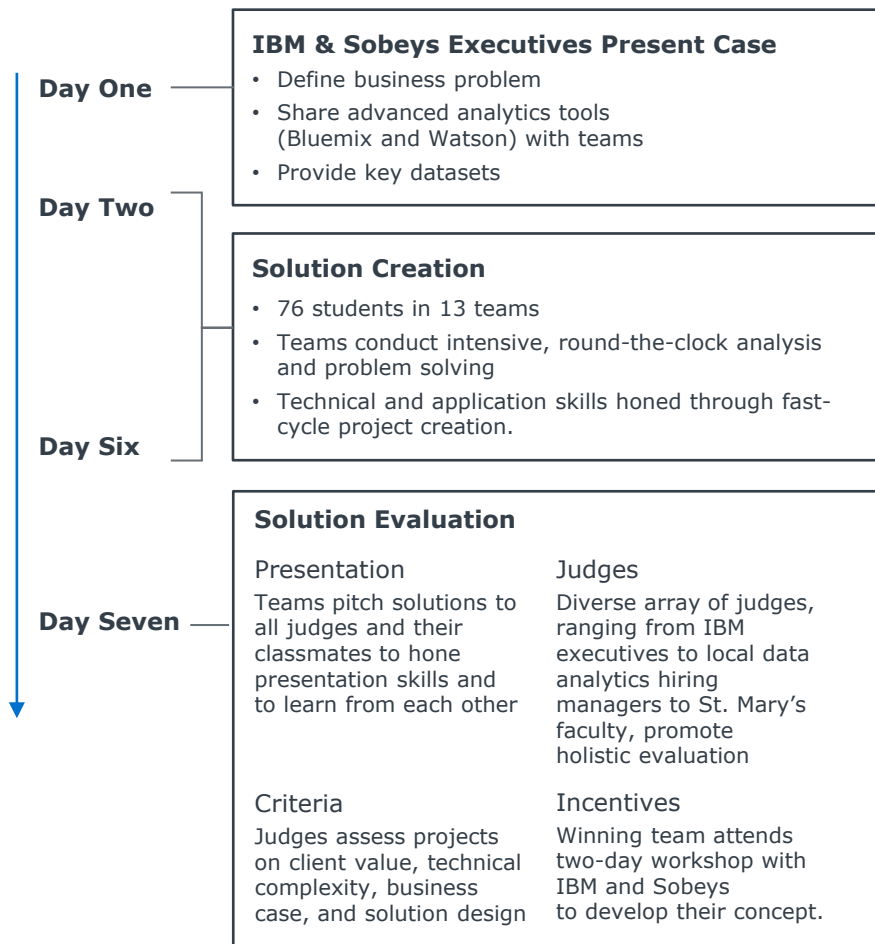 IBM & Sobeys Executives Present Case
Day One
• Define business problem
• Share advanced analytics tools
(Bluemix and Watson) with teams
• Provide key datasets
Day Two
Solution Creation
• 76 students in 13 teams
• Teams conduct intensive, round-the-clock analysis
and problem solving
• Technical and application skills honed through fast-
cycle project creation.
Day Six
Solution Evaluation
Day Seven
Presentation
Teams pitch solutions to
all judges and their
classmates to hone
presentation skills and
to learn from each other
Judges
Diverse array of judges,
ranging from IBM
executives to local data
analytics hiring
managers to St. Mary’s
faculty, promote
holistic evaluation
Criteria
Judges assess projects
on client value, technical
complexity, business
case, and solution design
Incentives
Winning team attends
two-day workshop with
IBM and Sobeys
to develop their concept.